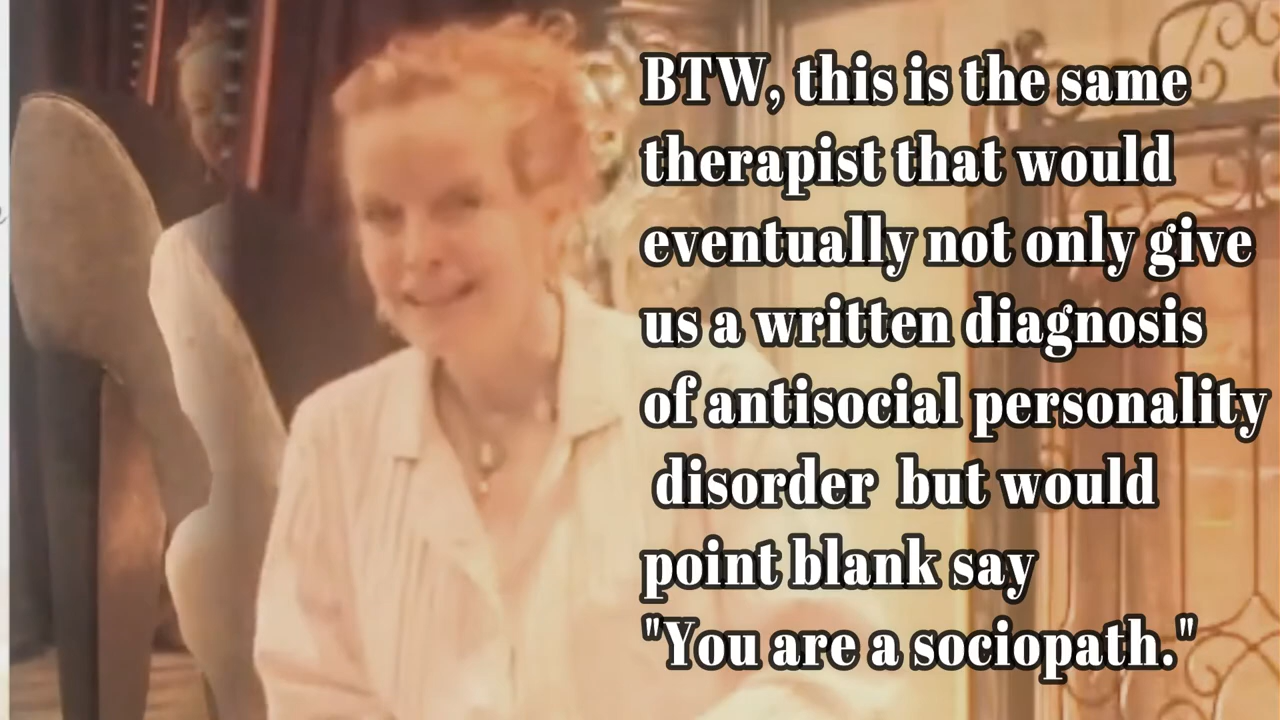 BTW, this is the same
therapist that would
eventually not only give
us a written diagnosis
of antisocial personality
disorder but would
point blank say
"You are a sociopath."